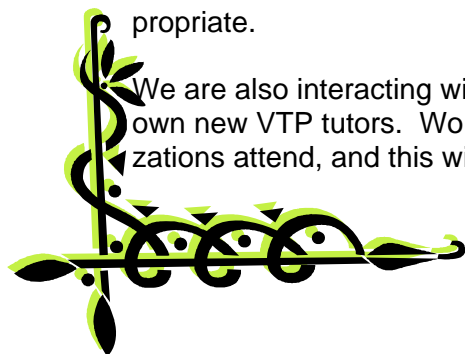 propriate.
We are also interacting wi
own new VTP tutors. Wo
zations attend, and this wi